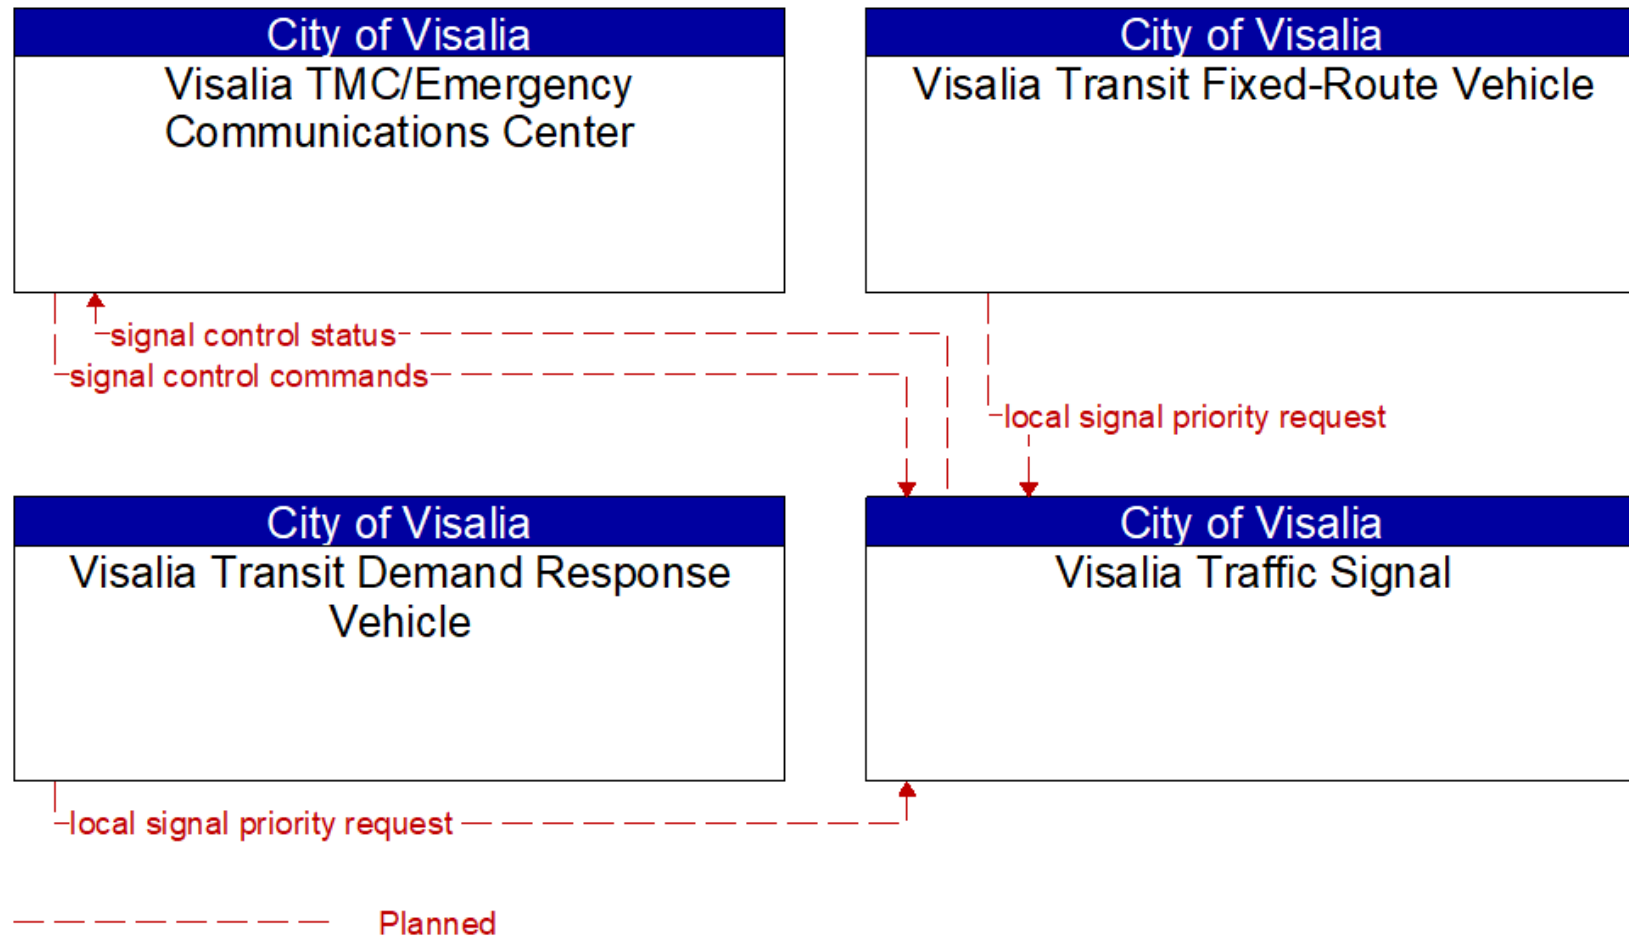 City of Visalia
Visalia TMC/Emergency
Communications Center
City of Visalia
Visalia Transit Fixed-Route Vehicle
signal control status
signal control commands
local signal priority request
City of Visalia
Visalia Transit Demand Response
Vehicle
City of Visalia
Visalia Traffic Signal
local signal priority request
Planned